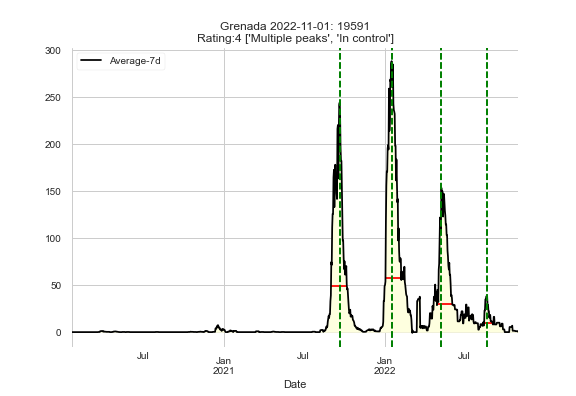 Grenada 2022-11-01: 19591
Rating:4 ['Multiple peaks', 'In control']
Average-7d
300
250
200
150
100
50
0
Jul
Jan
2021
Jul
Jan
2022
Jul
Date